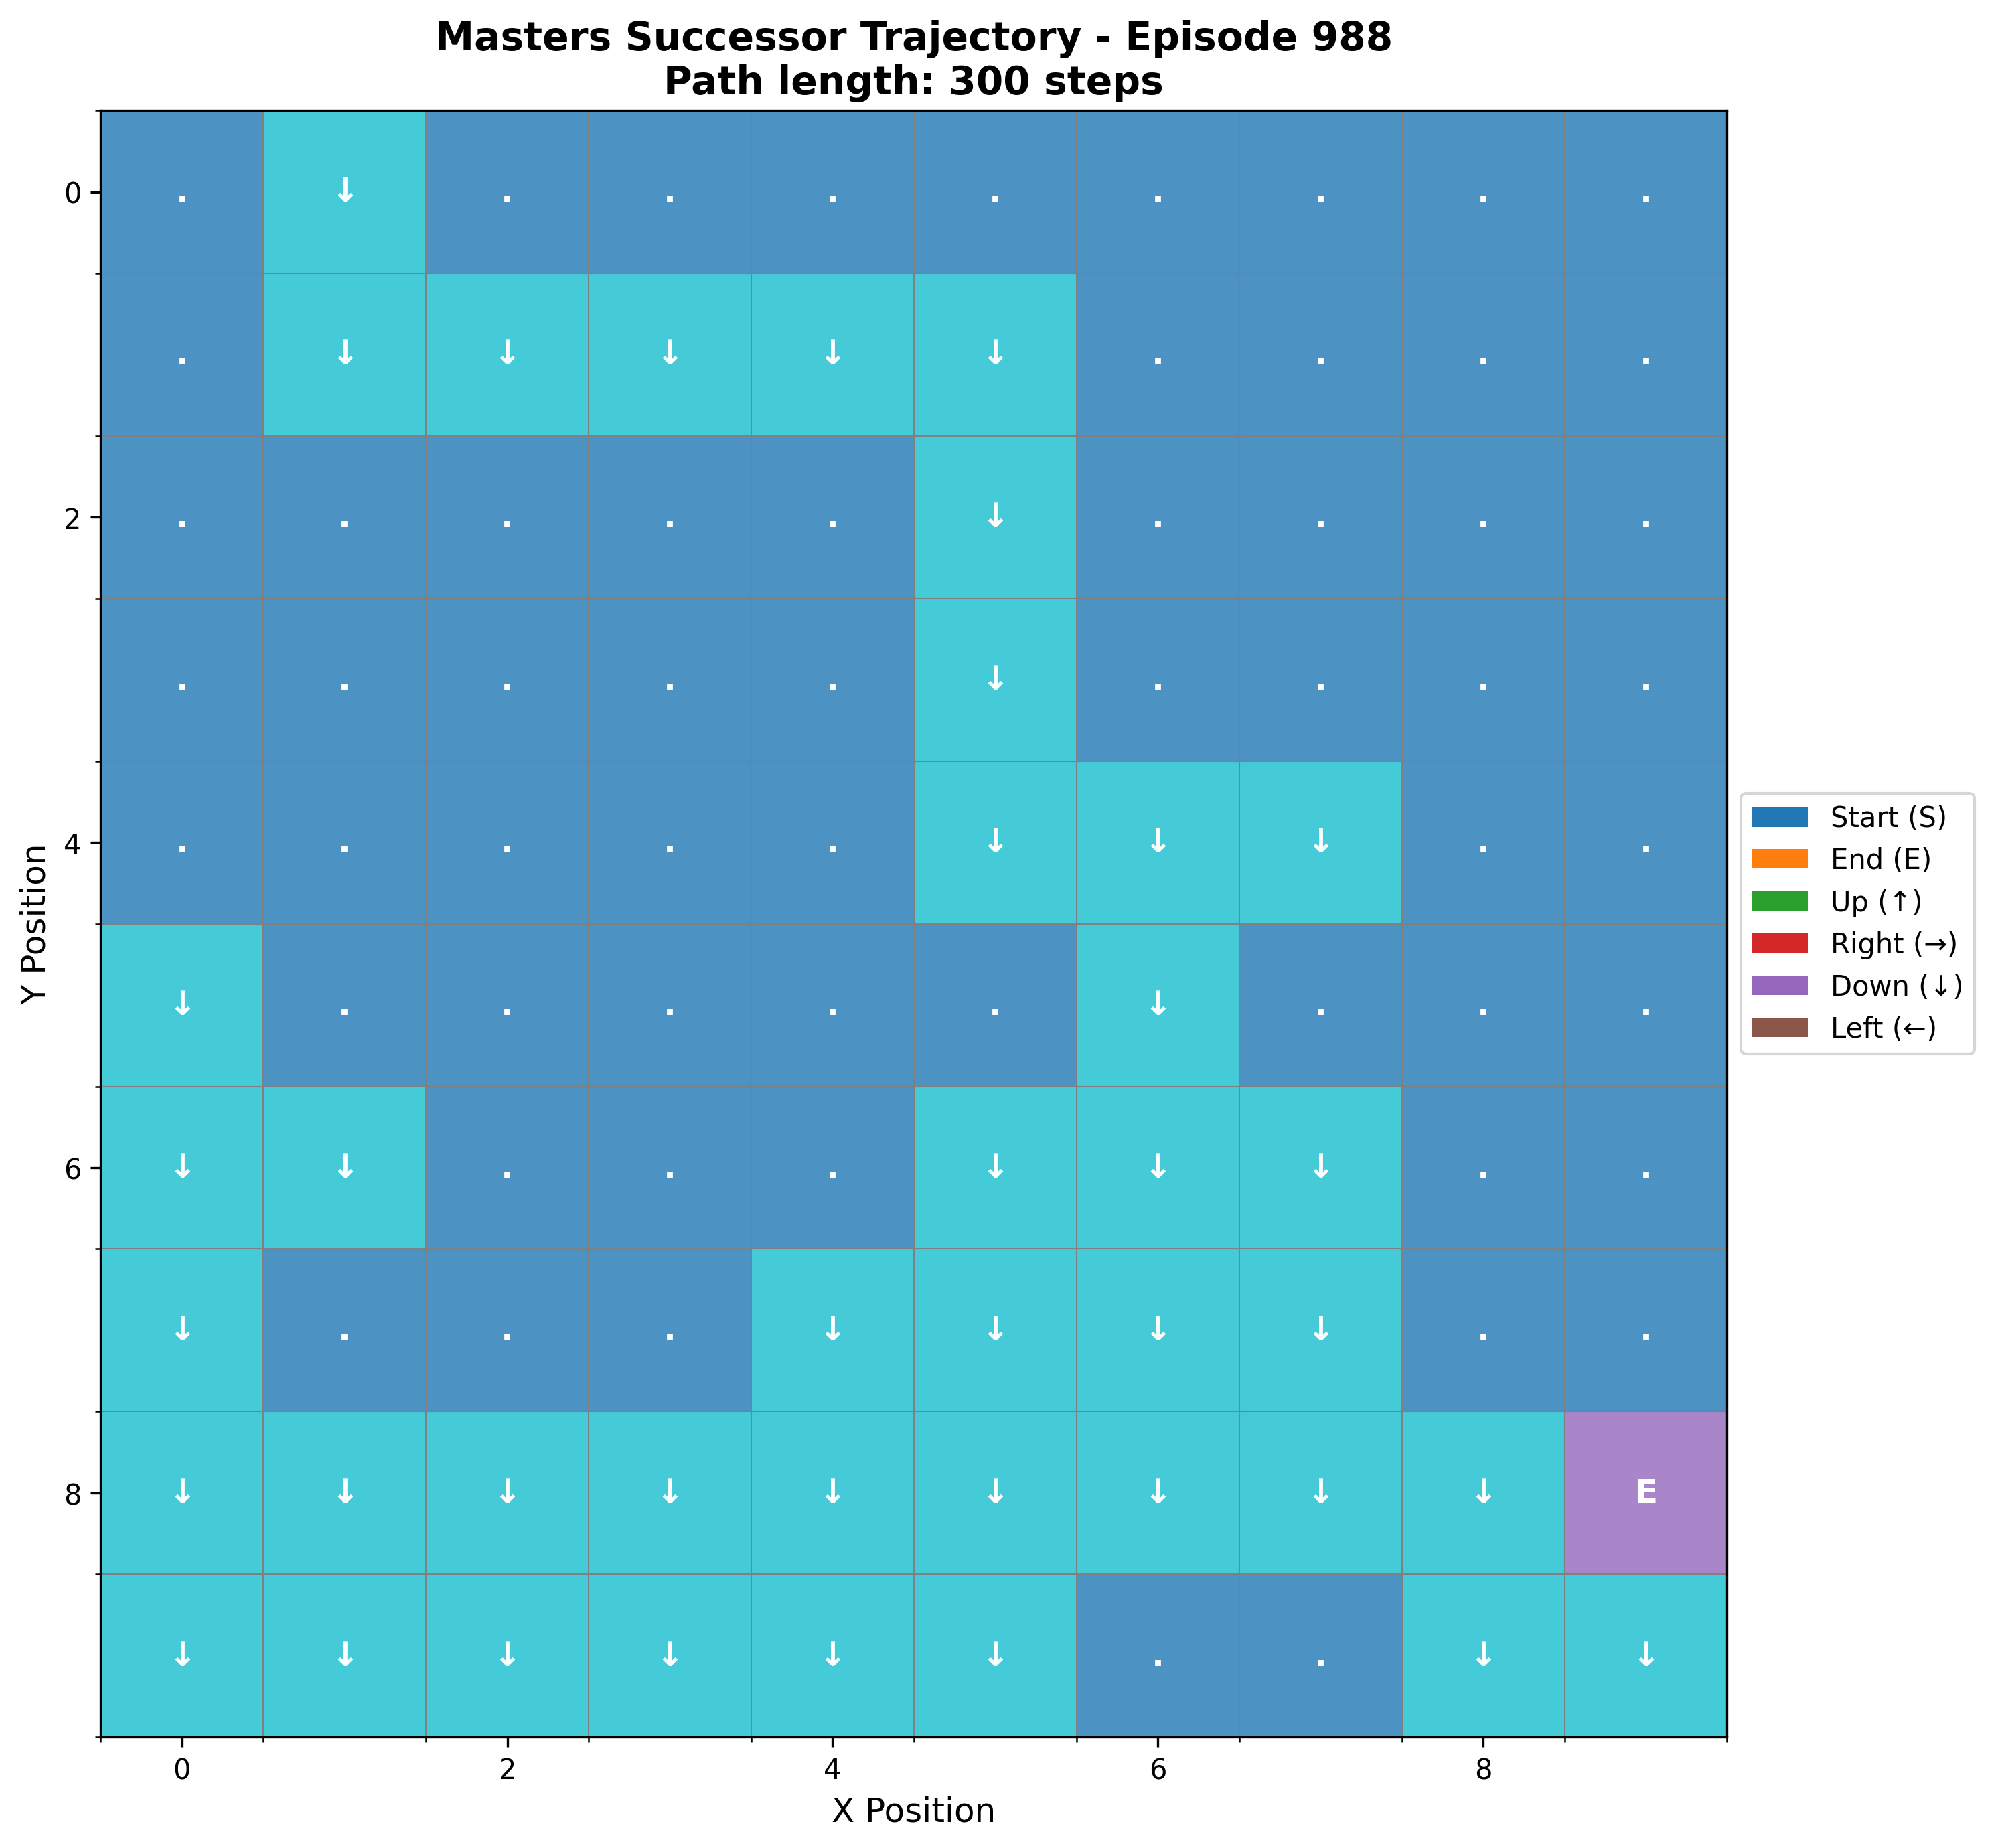 Masters Successor Trajectory - Episode 988
Path length: 300 steps
0 . ↓ . . . . . . . .
. ↓ ↓ ↓ ↓ ↓ . . . .
2 . . . . . ↓ . . . .
. . . . . ↓ . . . .
4 . . . . . ↓ ↓ ↓ . .
↓ . . . . . ↓ . . .
6 ↓ ↓ . . . ↓ ↓ ↓ . .
↓ . . . ↓ ↓ ↓ ↓ . .
8 ↓ ↓ ↓ ↓ ↓ ↓ ↓ ↓ ↓ E
↓ ↓ ↓ ↓ ↓ ↓ . . ↓ ↓
0 2 4 6 8
X Position
Y Position
Start (S)
End (E)
Up (↑)
Right (→)
Down (↓)
Left (←)